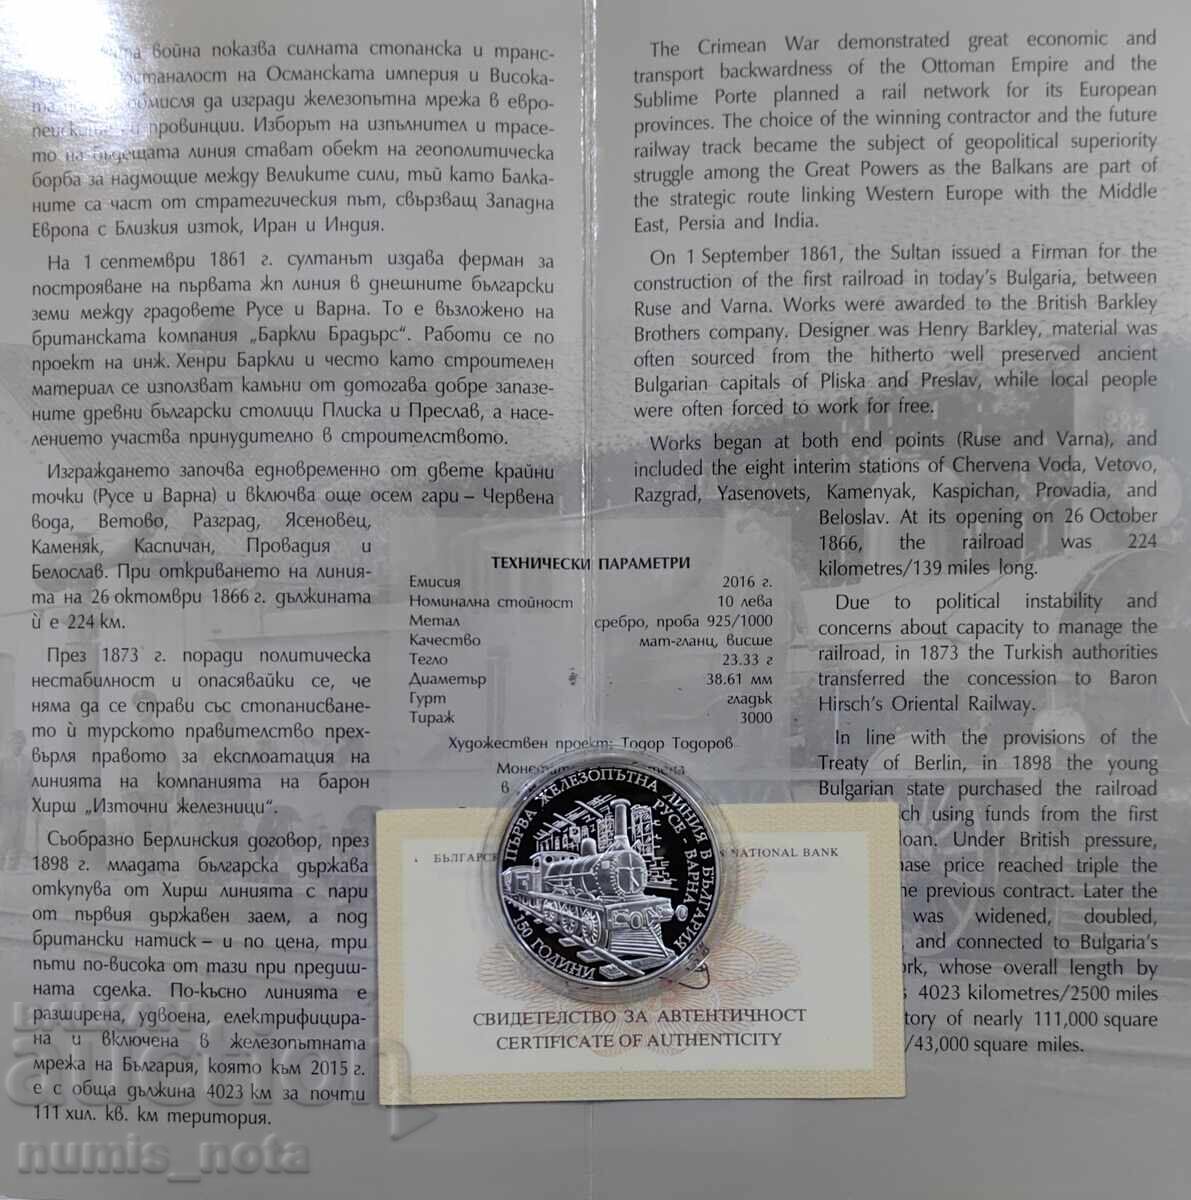 война показва силната стопанска и транс-
на Османската империя и Висока-
да изгради железопътна мрежа в евро-
провинции. Изборът на изпълнител и трасе-
то на бъдещата линия стават обект на геополитическа
борба за надмощие между Великите сили, тъй като Балка-
ните са част от стратегическия път, свързващ Западна
Европа с Близкия изток, Иран и Индия.
На 1 септември 1861 г. султанът издава ферман за
построяване на първата жп линия в днешните български
земи между градовете Русе и Варна. То е възложено на
британската компания „Баркли Брадърс“. Работи се по
проект на инж. Хенри Баркли и често като строителен
материал се използват камъни от дотогава добре запазе-
ните древни български столици Плиска и Преслав, а насе-
лението участва принудително в строителството.
Изграждането започва едновременно от двете крайни
точки (Русе и Варна) и включва още осем гари – Червена
вода, Ветово, Разград, Ясеновец,
Каменяк, Каспичан, Провадия и
Белослав. При откриването на линия-
та на 26 октомври 1866 г. дължината
ѝ е 224 км.
През 1873 г. поради политическа
нестабилност и опасявайки се, че
няма да се справи със стопанисване-
то ѝ турското правителство прех-
върля правото за експлоатация на
линията на компанията на барон
Хирш „Източни железници“.
Съобразно Берлинския договор, през
1898 г. младата българска държава
откупува от Хирш линията с пари
от първия държавен заем, а под
британски натиск – и по цена, три
пъти по-висока от тази при предиш-
ната сделка. По-късно линията е
разширена, удвоена, електрифицира-
на и включена в железопътната
мрежа на България, която към 2015 г.
е с обща дължина 4023 км за почти
111 хил. кв. км територия.
ТЕХНИЧЕСКИ ПАРАМЕТРИ
Емисия 2016 г.
Номинална стойност 10 лева
Метал сребро, проба 925/1000
Качество мат-гланц, висше
Тегло 23.33 г
Диаметър 38.61 мм
Гурт гладък
Тираж 3000
Художествен проект: Тодор Тодоров
The Crimean War demonstrated great economic and
transport backwardness of the Ottoman Empire and the
Sublime Porte planned a rail network for its European
provinces. The choice of the winning contractor and the future
railway track became the subject of geopolitical superiority
struggle among the Great Powers as the Balkans are part of
the strategic route linking Western Europe with the Middle
East, Persia and India.
On 1 September 1861, the Sultan issued a Firman for the
construction of the first railroad in today's Bulgaria, between
Ruse and Varna. Works were awarded to the British Barkley
Brothers company. Designer was Henry Barkley, material was
often sourced from the hitherto well preserved ancient
Bulgarian capitals of Pliska and Preslav, while local people
were often forced to work for free.
Works began at both end points (Ruse and Varna), and
included the eight interim stations of Chervena Voda, Vetovo,
Razgrad, Yasenovets, Kamenyak, Kaspichan, Provadia, and
Beloslav. At its opening on 26 October
1866, the railroad was 224
kilometres/139 miles long.
Due to political instability and
concerns about capacity to manage the
railroad, in 1873 the Turkish authorities
transferred the concession to Baron
Hirsch's Oriental Railway.
In line with the provisions of the
Treaty of Berlin, in 1898 the young
Bulgarian state purchased the railroad
using funds from the first
loan. Under British pressure,
price reached triple the
previous contract. Later the
was widened, doubled,
and connected to Bulgaria's
whose overall length by
4023 kilometres/2500 miles
of nearly 111,000 square
/43,000 square miles.
ПЪРВА ЖЕЛЕЗОПЪТНА ЛИНИЯ В БЪЛГАРИЯ
РУСЕ - ВАРНА
150 ГОДИНИ
NATIONAL BANK
СВИДЕТЕЛСТВО ЗА АВТЕНТИЧНОСТ
CERTIFICATE OF AUTHENTICITY
БАЛКАН
auction
numis_nota